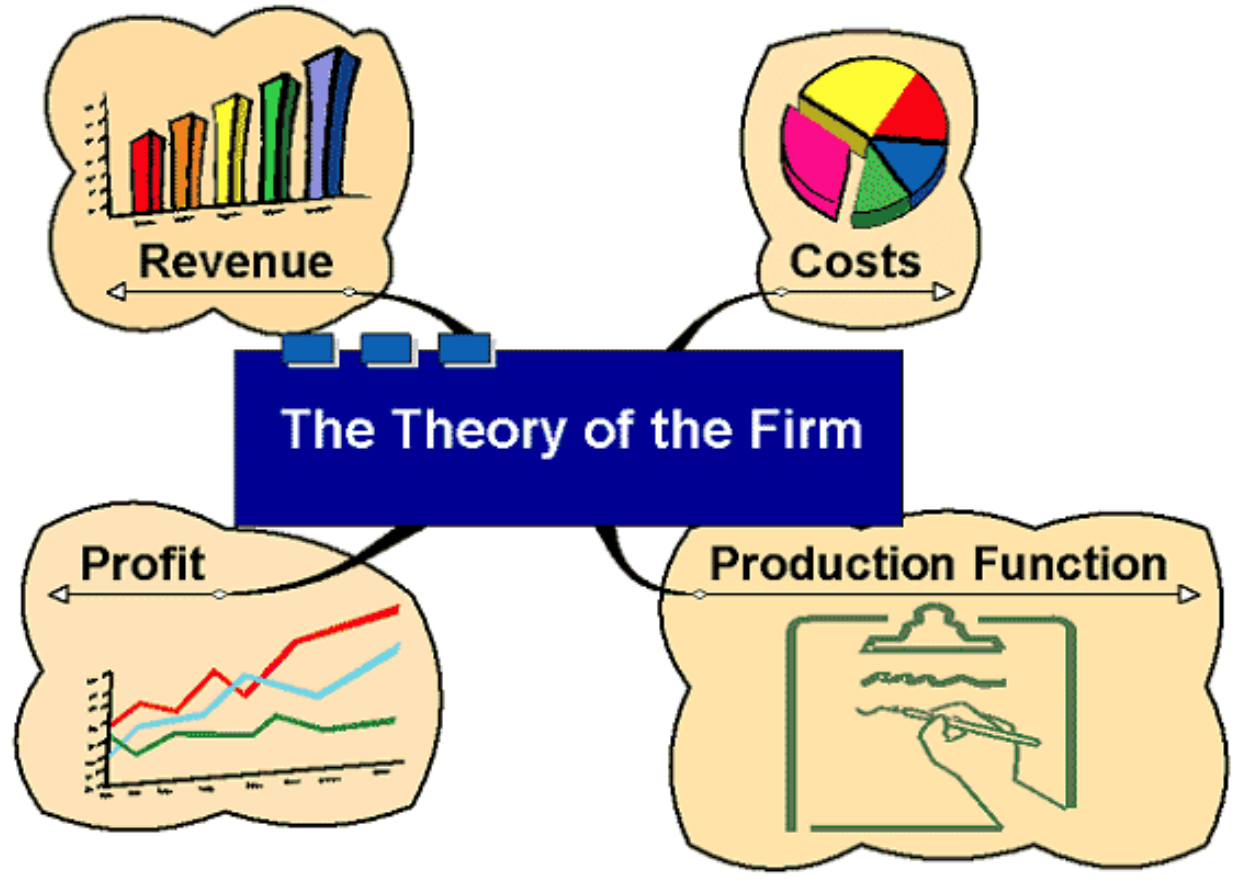 Revenue
Costs
The Theory of the Firm
Profit
Production Function